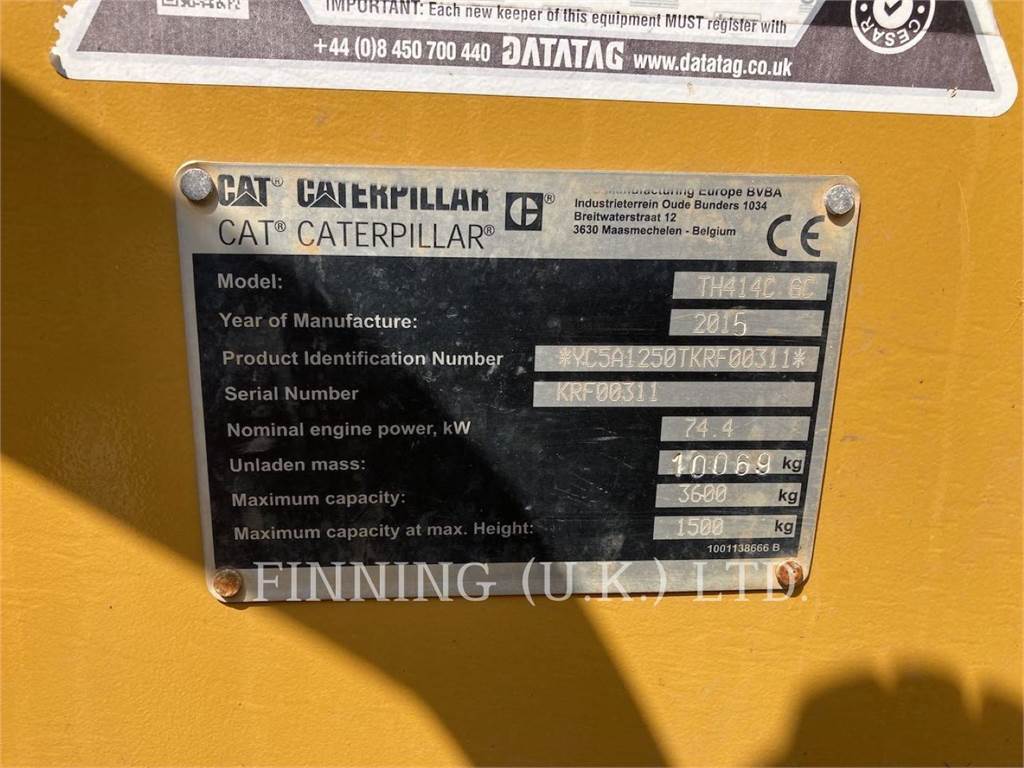 IMPORTANT: Each new keeper of this equipment MUST register with
+44 (0)8 450 700 440 DATATAG www.datatag.co.uk
CESAR
CAT® CATERPILLAR ®
CAT® CATERPILLAR®
Manufacturing Europe BVBA
Industrieterrein Oude Bunders 1034
Breitwaterstraat 12
3630 Maasmechelen - Belgium
CE
Model: TH414C GC
Year of Manufacture: 2015
Product Identification Number *YC5A1250TKRF00311*
Serial Number KRF00311
Nominal engine power, kW 74.4
Unladen mass: 10069 kg
Maximum capacity: 3600 kg
Maximum capacity at max. Height: 1500 kg
1001138666 B
FINNING (U.K.) LTD.